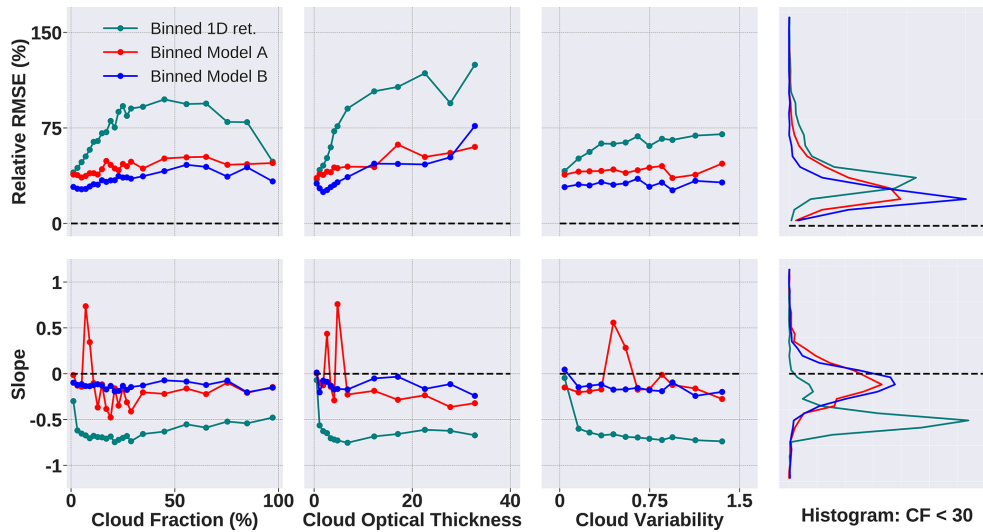 Relative RMSE (%)
150
75
0
Binned 1D ret.
Binned Model A
Binned Model B
Slope
1
0.5
0
-0.5
-1
0 50 100
Cloud Fraction (%)
0 20 40
Cloud Optical Thickness
0 0.75 1.5
Cloud Variability
Histogram: CF < 30